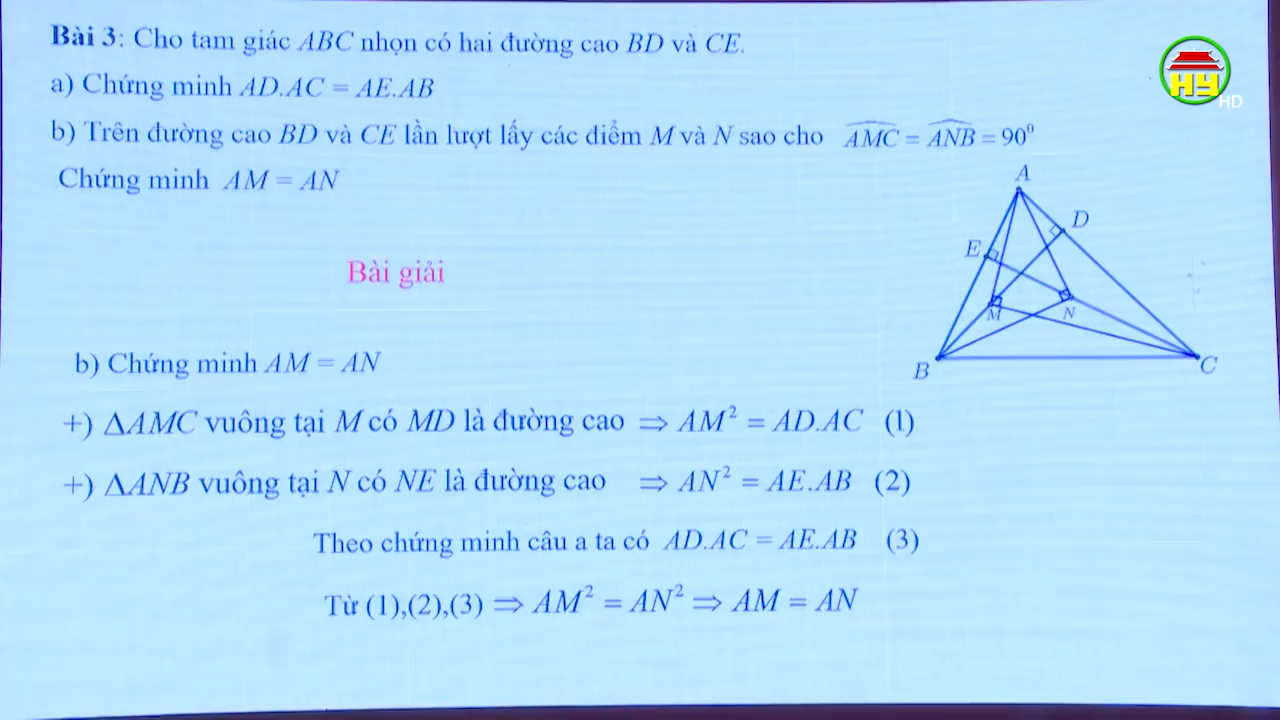 Bài 3: Cho tam giác ABC nhọn có hai đường cao BD và CE.
a) Chứng minh AD.AC = AE.AB
b) Trên đường cao BD và CE lần lượt lấy các điểm M và N sao cho $\widehat{AMC} = \widehat{ANB} = 90^0$
Chứng minh AM = AN
HY HD
A
D
E
M
N
B
C
Bài giải
b) Chứng minh AM = AN
+) ΔAMC vuông tại M có MD là đường cao ⇒ AM² = AD.AC (1)
+) ΔANB vuông tại N có NE là đường cao ⇒ AN² = AE.AB (2)
Theo chứng minh câu a ta có AD.AC = AE.AB (3)
Từ (1),(2),(3) ⇒ AM² = AN² ⇒ AM = AN